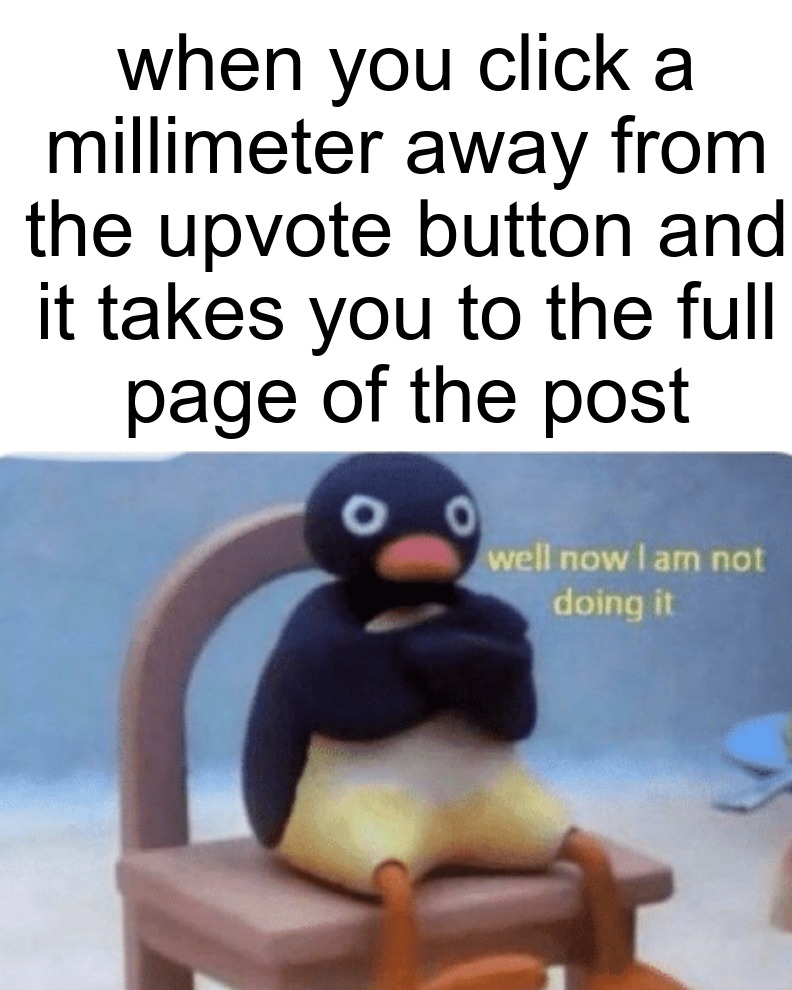 when you click a
millimeter away from
the upvote button and
it takes you to the full
page of the post
well now I am not
doing it